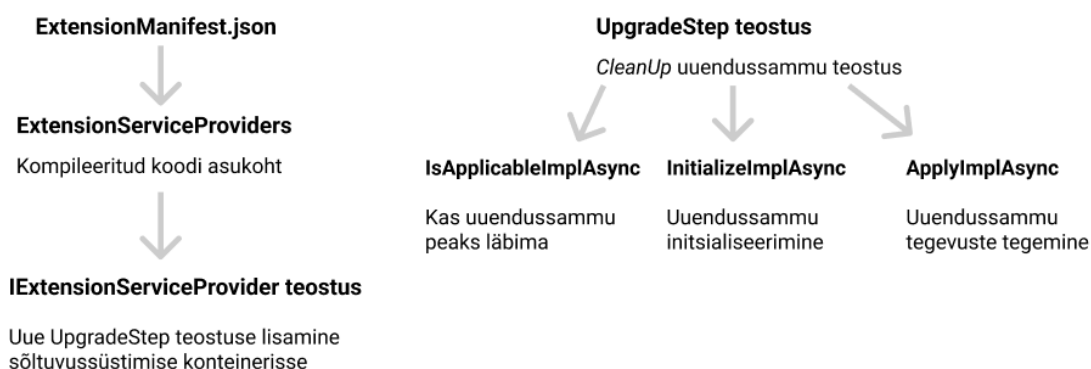 ExtensionManifest.json
ExtensionServiceProviders
Kompileeritud koodi asukoht
IExtensionServiceProvider teostus
Uue UpgradeStep teostuse lisamine
sõltuvussüstimise konteinerisse
UpgradeStep teostus
CleanUp uuendussammu teostus
IsApplicableImplAsync
Kas uuendussammu
peaks läbima
InitializeImplAsync
Uuendussammu
initsialiseerimine
ApplyImplAsync
Uuendussammu
tegevuste tegemine